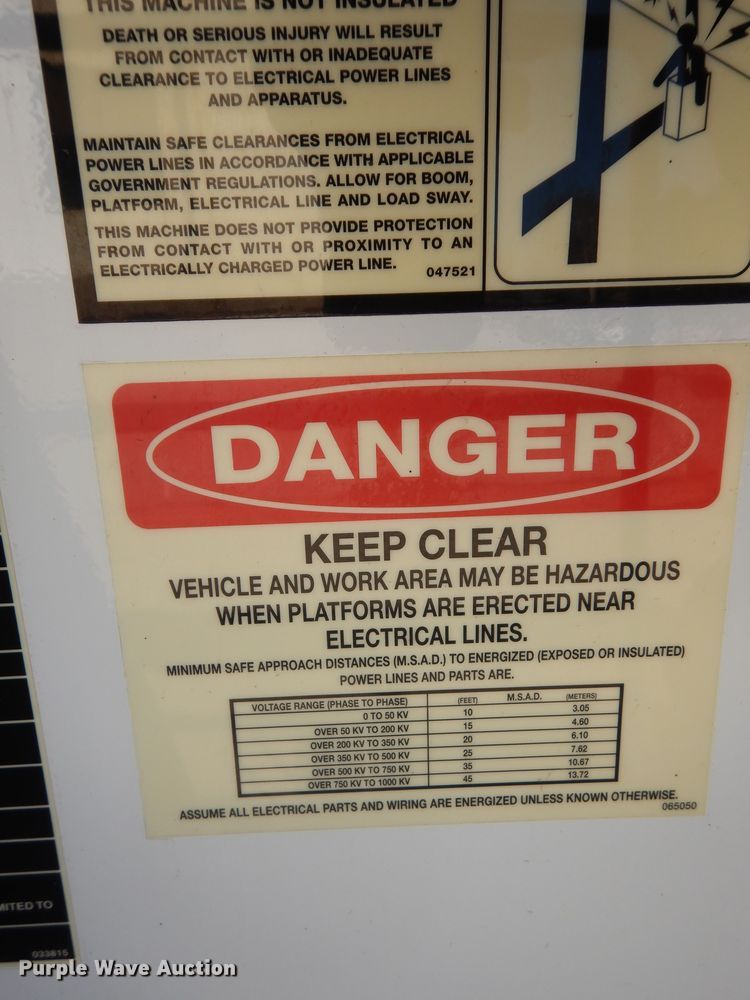 THIS MACHINE IS NOT INSULATED
DEATH OR SERIOUS INJURY WILL RESULT
FROM CONTACT WITH OR INADEQUATE
CLEARANCE TO ELECTRICAL POWER LINES
AND APPARATUS.
MAINTAIN SAFE CLEARANCES FROM ELECTRICAL
POWER LINES IN ACCORDANCE WITH APPLICABLE
GOVERNMENT REGULATIONS. ALLOW FOR BOOM,
PLATFORM, ELECTRICAL LINE AND LOAD SWAY.
THIS MACHINE DOES NOT PROVIDE PROTECTION
FROM CONTACT WITH OR PROXIMITY TO AN
ELECTRICALLY CHARGED POWER LINE. 047521
DANGER
KEEP CLEAR
VEHICLE AND WORK AREA MAY BE HAZARDOUS
WHEN PLATFORMS ARE ERECTED NEAR
ELECTRICAL LINES.
MINIMUM SAFE APPROACH DISTANCES (M.S.A.D.) TO ENERGIZED (EXPOSED OR INSULATED)
POWER LINES AND PARTS ARE.
VOLTAGE RANGE (PHASE TO PHASE) (FEET) M.S.A.D. (METERS)
0 TO 50 KV 10 3.05
OVER 50 KV TO 200 KV 15 4.60
OVER 200 KV TO 350 KV 20 6.10
OVER 350 KV TO 500 KV 25 7.62
OVER 500 KV TO 750 KV 35 10.67
OVER 750 KV TO 1000 KV 45 13.72
ASSUME ALL ELECTRICAL PARTS AND WIRING ARE ENERGIZED UNLESS KNOWN OTHERWISE.
065050
MITED TO
033815
Purple Wave Auction